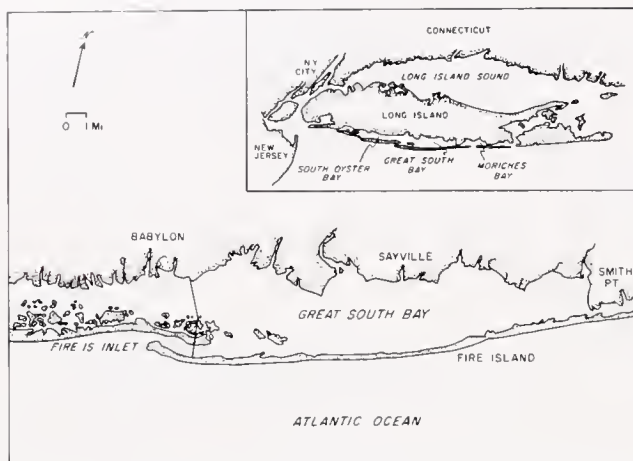 N
0 1 MI
CONNECTICUT
NY
CITY
LONG ISLAND SOUND
LONG ISLAND
NEW
JERSEY
SOUTH OYSTER
BAY
GREAT SOUTH
BAY
MORICHES
BAY
BABYLON
SAYVILLE
SMITH
PT
GREAT SOUTH BAY
FIRE IS INLET
FIRE ISLAND
ATLANTIC OCEAN